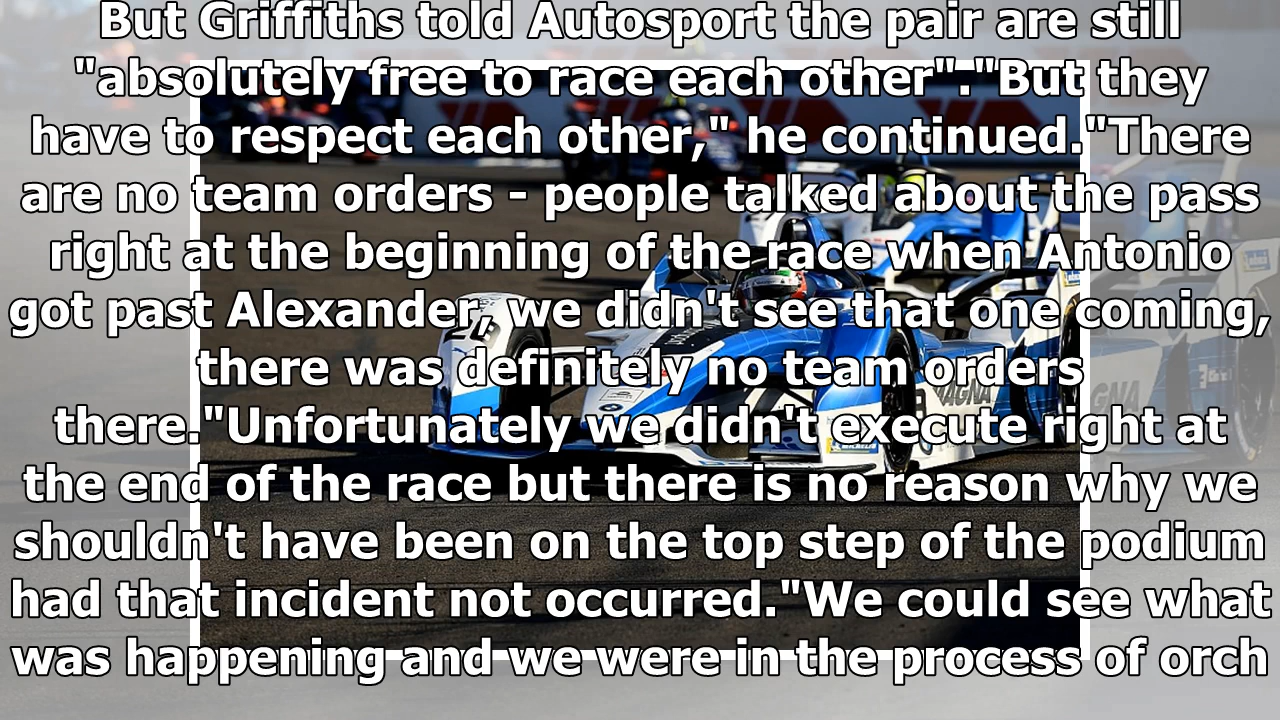 But Griffiths told Autosport the pair are still
"absolutely free to race each other"."But they
have to respect each other," he continued."There
are no team orders - people talked about the pass
right at the beginning of the race when Antonio
got past Alexander, we didn't see that one coming,
there was definitely no team orders
there."Unfortunately we didn't execute right at
the end of the race but there is no reason why we
shouldn't have been on the top step of the podium
had that incident not occurred."We could see what
was happening and we were in the process of orch
MAGNA